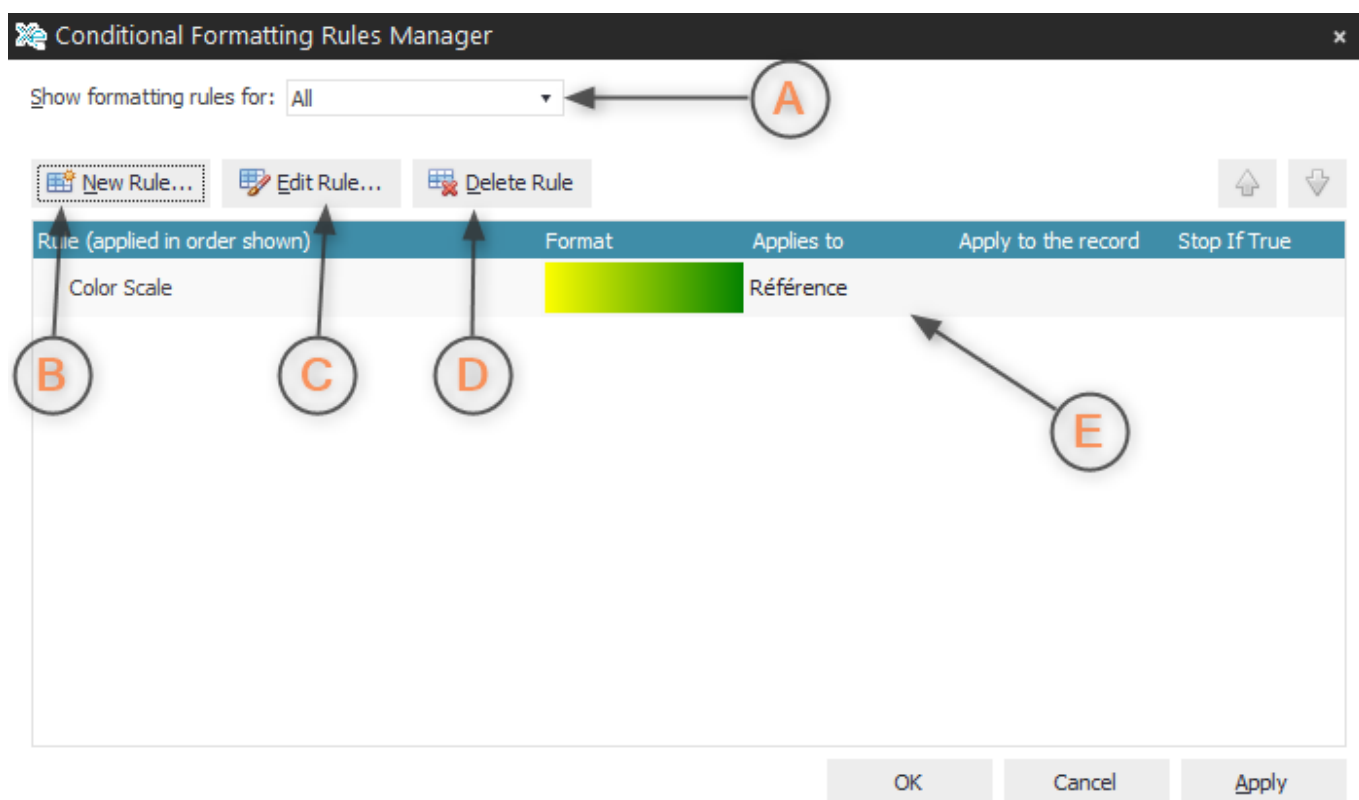 Conditional Formatting Rules Manager
Show formatting rules for: All
A
New Rule... Edit Rule... Delete Rule
Rule (applied in order shown) Format Applies to Apply to the record Stop If True
Color Scale Référence
B C D
E
OK Cancel Apply